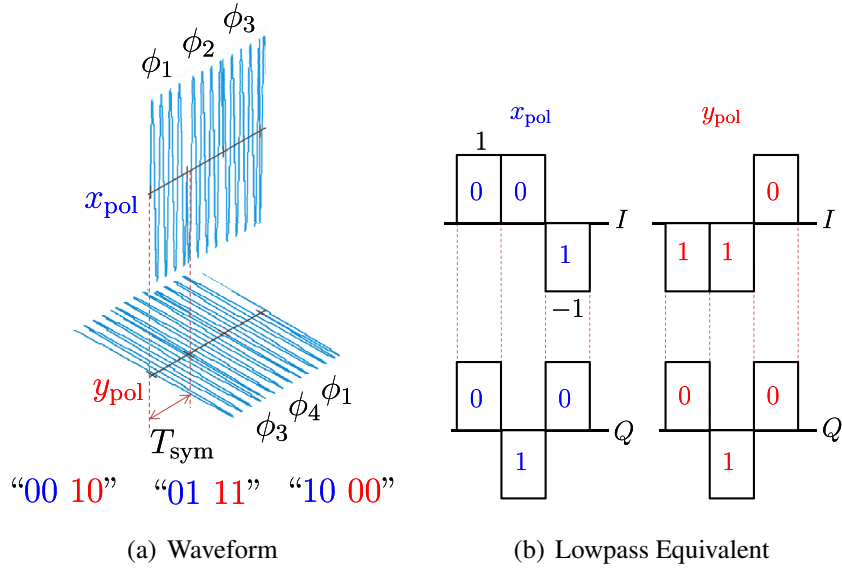 ϕ₁ ϕ₂ ϕ₃
x_pol
y_pol
ϕ₃ ϕ₄ ϕ₁
T_sym
“00 10” “01 11” “10 00”
(a) Waveform
x_pol y_pol
1
0 0 0
I I
1 1 1
−1
0 0 0 0
Q Q
1 1
(b) Lowpass Equivalent